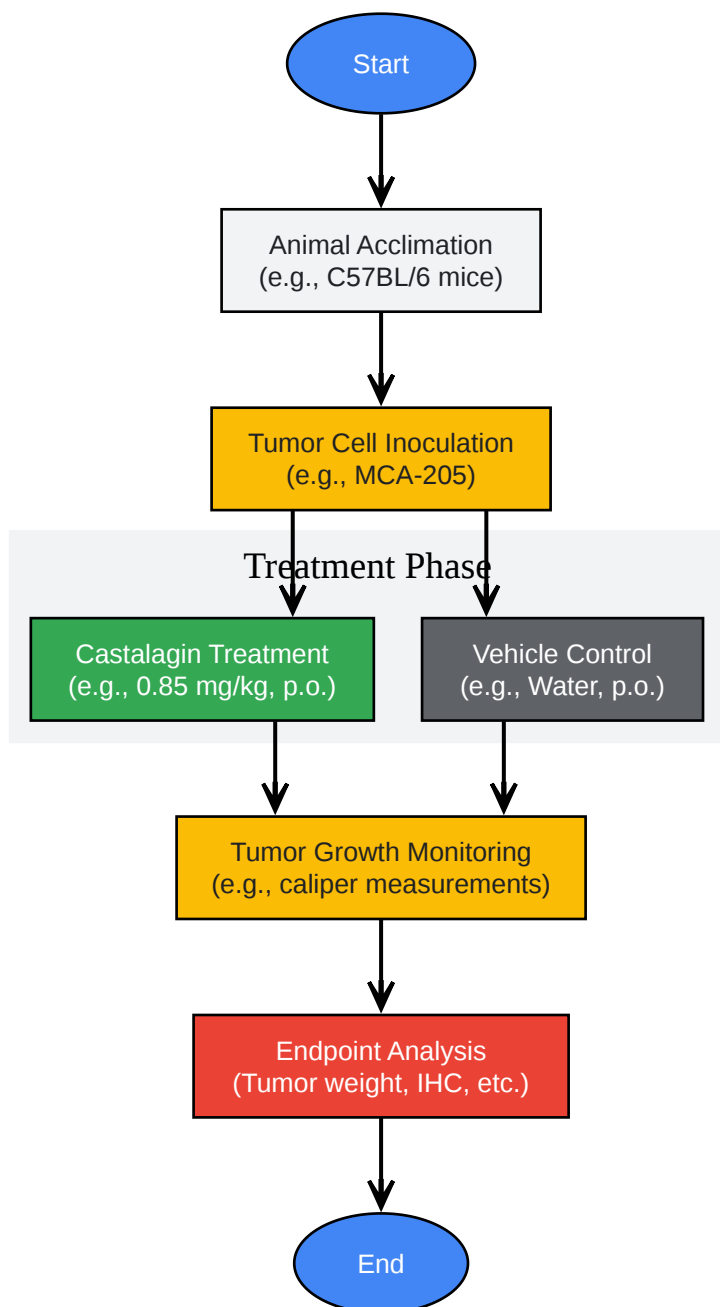 Start
Animal Acclimation
(e.g., C57BL/6 mice)
Tumor Cell Inoculation
(e.g., MCA-205)
Treatment Phase
Castalagin Treatment
(e.g., 0.85 mg/kg, p.o.)
Vehicle Control
(e.g., Water, p.o.)
Tumor Growth Monitoring
(e.g., caliper measurements)
Endpoint Analysis
(Tumor weight, IHC, etc.)
End